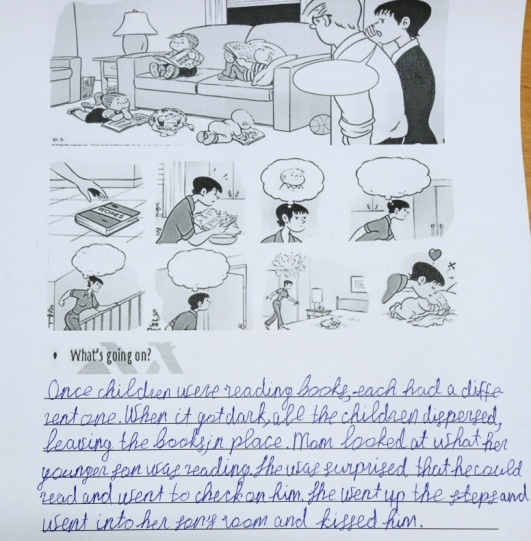 HOMES
What's going on?
Once children were reading books, each had a diffe
rent one. When it got dark, all the children dispersed,
leaving the books in place. Mom looked at what her
younger son was reading. She was surprised that he could
read and went to check on him. She went up the steps and
went into her son's room and kissed him.